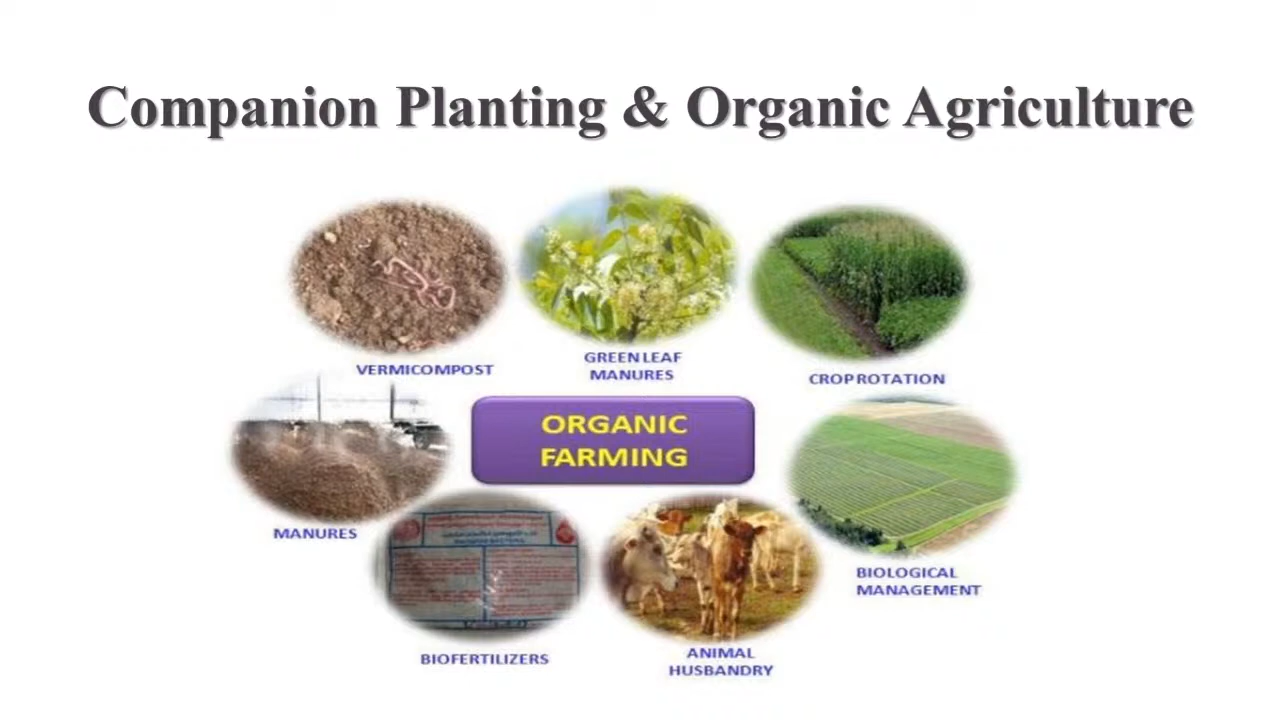 Companion Planting & Organic Agriculture
VERMICOMPOST
GREEN LEAF
MANURES
CROP ROTATION
ORGANIC
FARMING
MANURES
BIOLOGICAL
MANAGEMENT
BIOFERTILIZERS
ANIMAL
HUSBANDRY